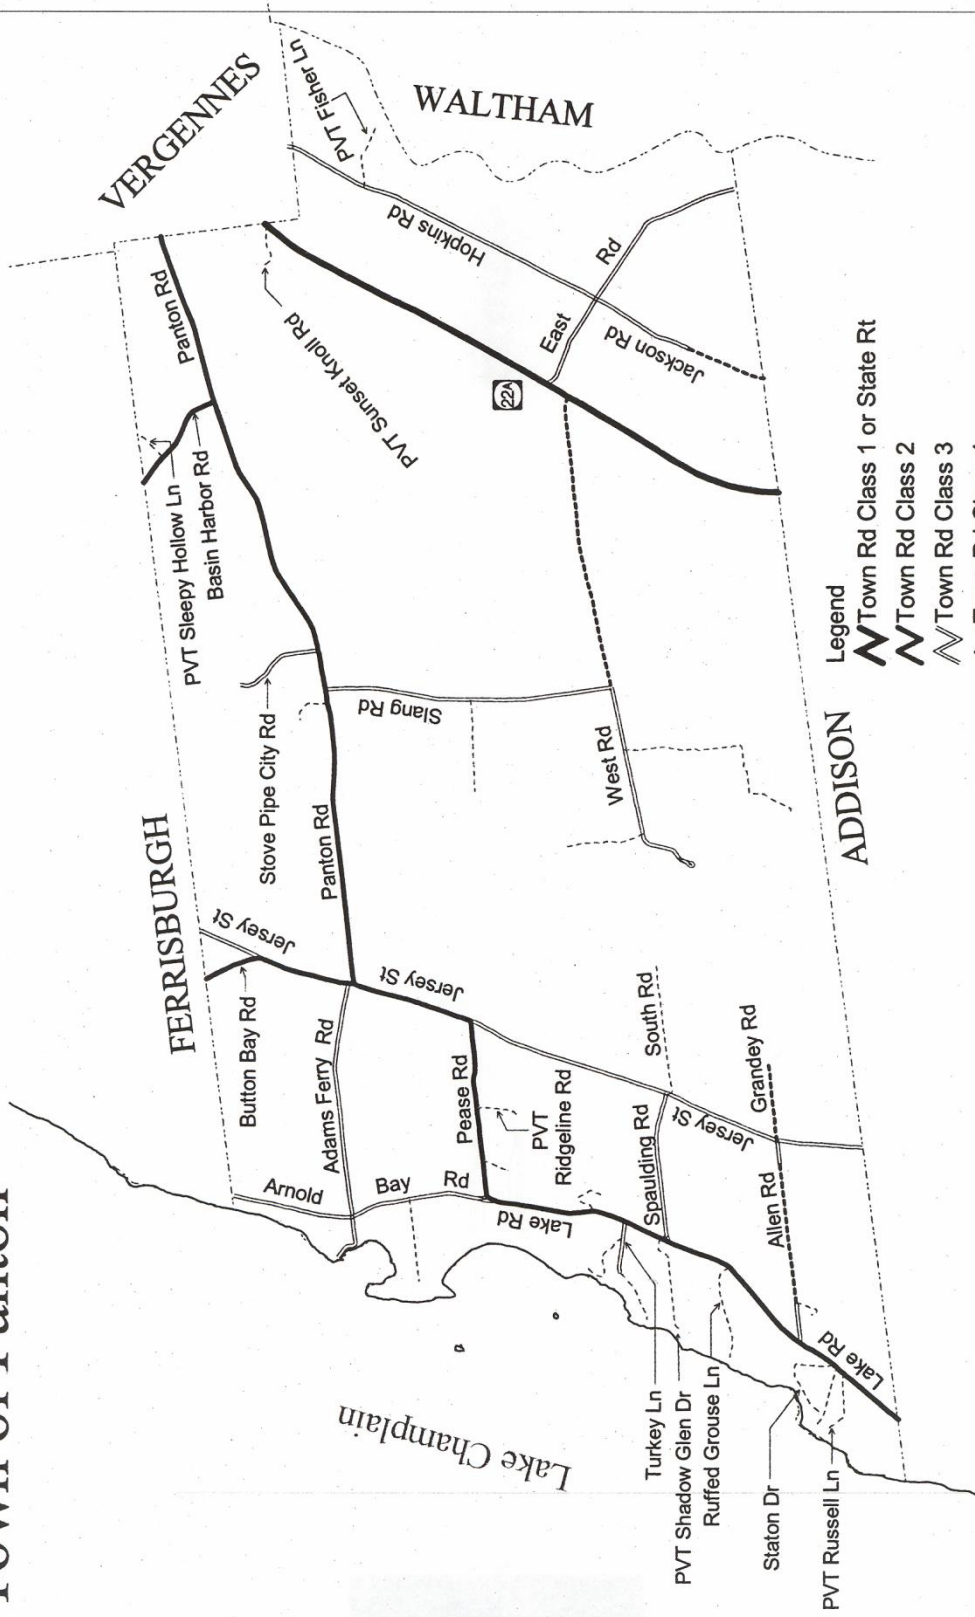 Town of Panton
VERGENNES
WALTHAM
PVT Fisher Ln
Panton Rd
Hopkins Rd
PVT Sunset Knoll Rd
PVT Sleepy Hollow Ln
Basin Harbor Rd
East Rd
22A
Jackson Rd
FERRISBURGH
Stove Pipe City Rd
Slang Rd
Panton Rd
West Rd
ADDISON
Jersey St
Button Bay Rd
Jersey St
Adams Ferry Rd
Pease Rd
South Rd
PVT
Ridgeline Rd
Grandey Rd
Arnold Bay Rd
Spaulding Rd
Jersey St
Lake Rd
Allen Rd
Lake Champlain
Turkey Ln
PVT Shadow Glen Dr
Ruffed Grouse Ln
Lake Rd
Staton Dr
PVT Russell Ln
Legend
Town Rd Class 1 or State Rt
Town Rd Class 2
Town Rd Class 3